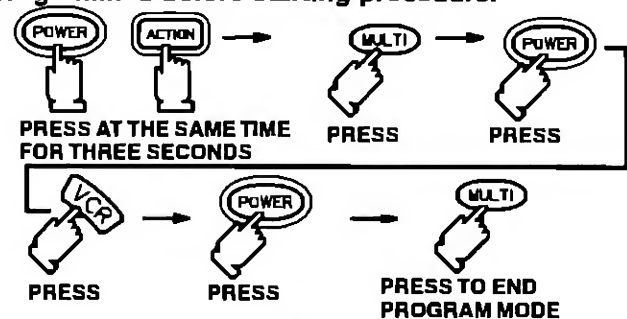 POWER ACTION MULTI POWER
PRESS AT THE SAME TIME
FOR THREE SECONDS
PRESS PRESS
VCR POWER MULTI
PRESS PRESS PRESS TO END
PROGRAM MODE